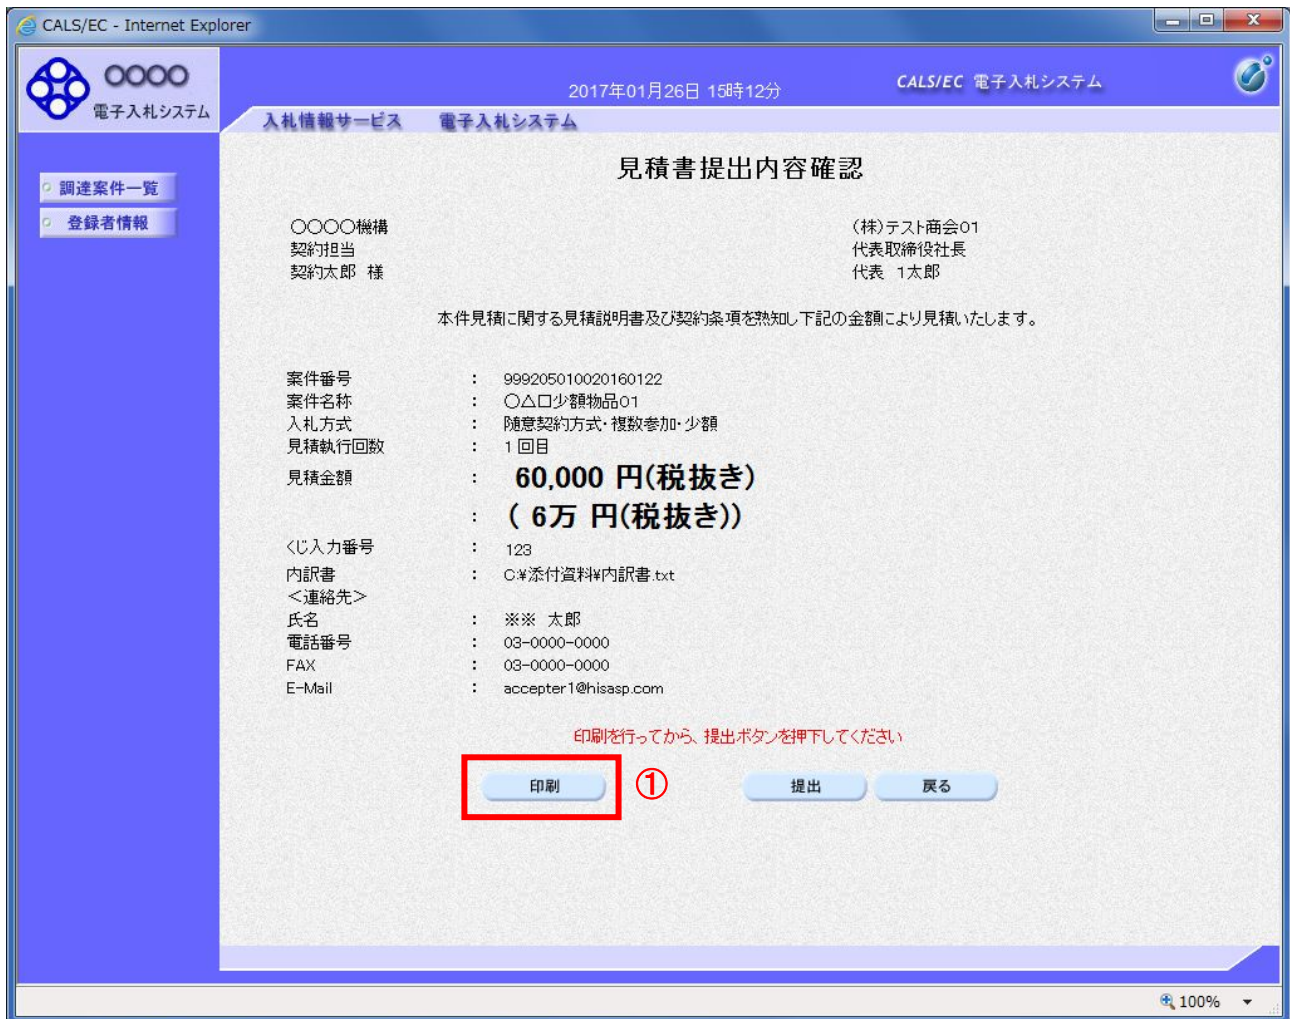 CALS/EC - Internet Explorer
〇〇〇〇
電子入札システム
2017年01月26日 15時12分
CALS/EC 電子入札システム
入札情報サービス 電子入札システム
調達案件一覧
登録者情報
見積書提出内容確認
〇〇〇〇機構
契約担当
契約太郎 様
(株)テスト商会01
代表取締役社長
代表 1太郎
本件見積に関する見積説明書及び契約条項を熟知し下記の金額により見積いたします。
案件番号 : 999205010020160122
案件名称 : 〇△口少額物品01
入札方式 : 随意契約方式・複数参加・少額
見積執行回数 : 1回目
見積金額 : 60,000 円(税抜き)
: ( 6万 円(税抜き))
くじ入力番号 : 123
内訳書 : C:¥添付資料¥内訳書.txt
<連絡先>
氏名 : ※※ 太郎
電話番号 : 03-0000-0000
FAX : 03-0000-0000
E-Mail : accepter1@hisasp.com
印刷を行ってから、提出ボタンを押下してください
印刷 ① 提出 戻る
100%